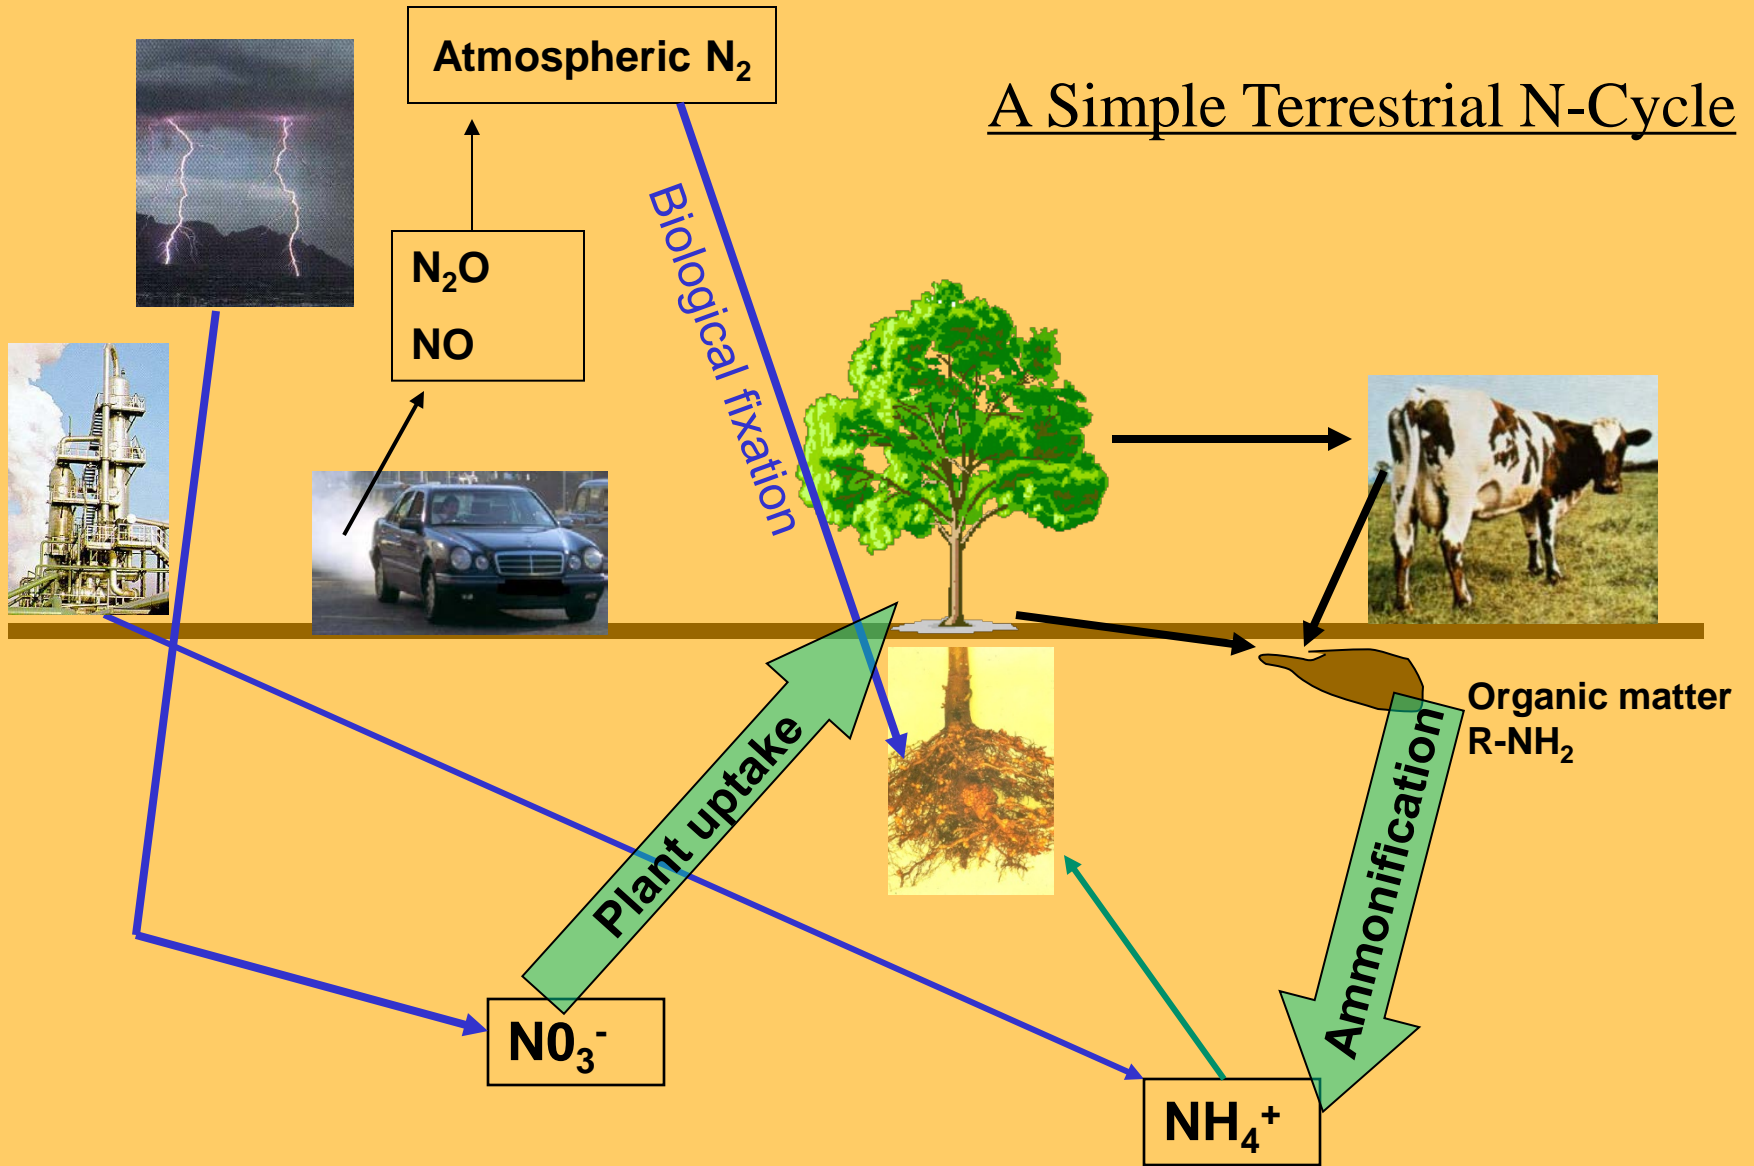 Atmospheric N₂
A Simple Terrestrial N-Cycle
N₂O
NO
Biological fixation
Plant uptake
Organic matter
R-NH₂
Ammonification
N0₃⁻
NH₄⁺